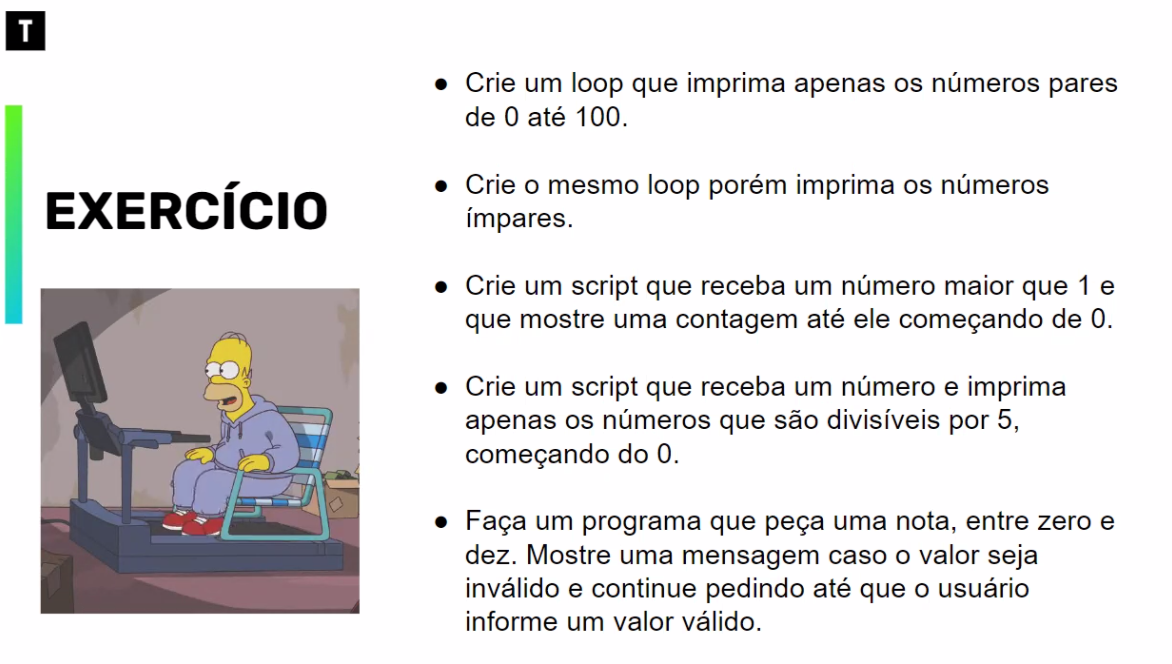 T
EXERCÍCIO
● Crie um loop que imprima apenas os números pares
de 0 até 100.
● Crie o mesmo loop porém imprima os números
ímpares.
● Crie um script que receba um número maior que 1 e
que mostre uma contagem até ele começando de 0.
● Crie um script que receba um número e imprima
apenas os números que são divisíveis por 5,
começando do 0.
● Faça um programa que peça uma nota, entre zero e
dez. Mostre uma mensagem caso o valor seja
inválido e continue pedindo até que o usuário
informe um valor válido.